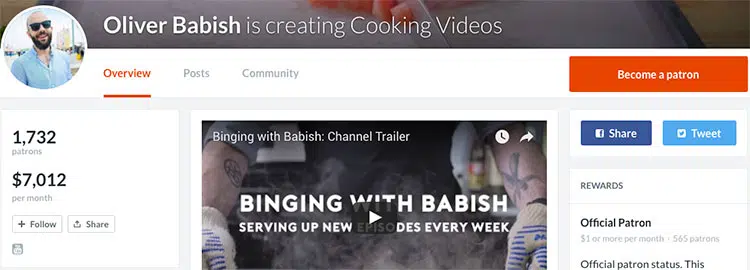 Oliver Babish is creating Cooking Videos
Overview
Posts
Community
Become a patron
1,732
patrons
$7,012
per month
+ Follow
Share
Binging with Babish: Channel Trailer
BINGING WITH BABISH
SERVING UP NEW EPISODES EVERY WEEK
Share
Tweet
REWARDS
Official Patron
$1 or more per month · 565 patrons
Official patron status. This